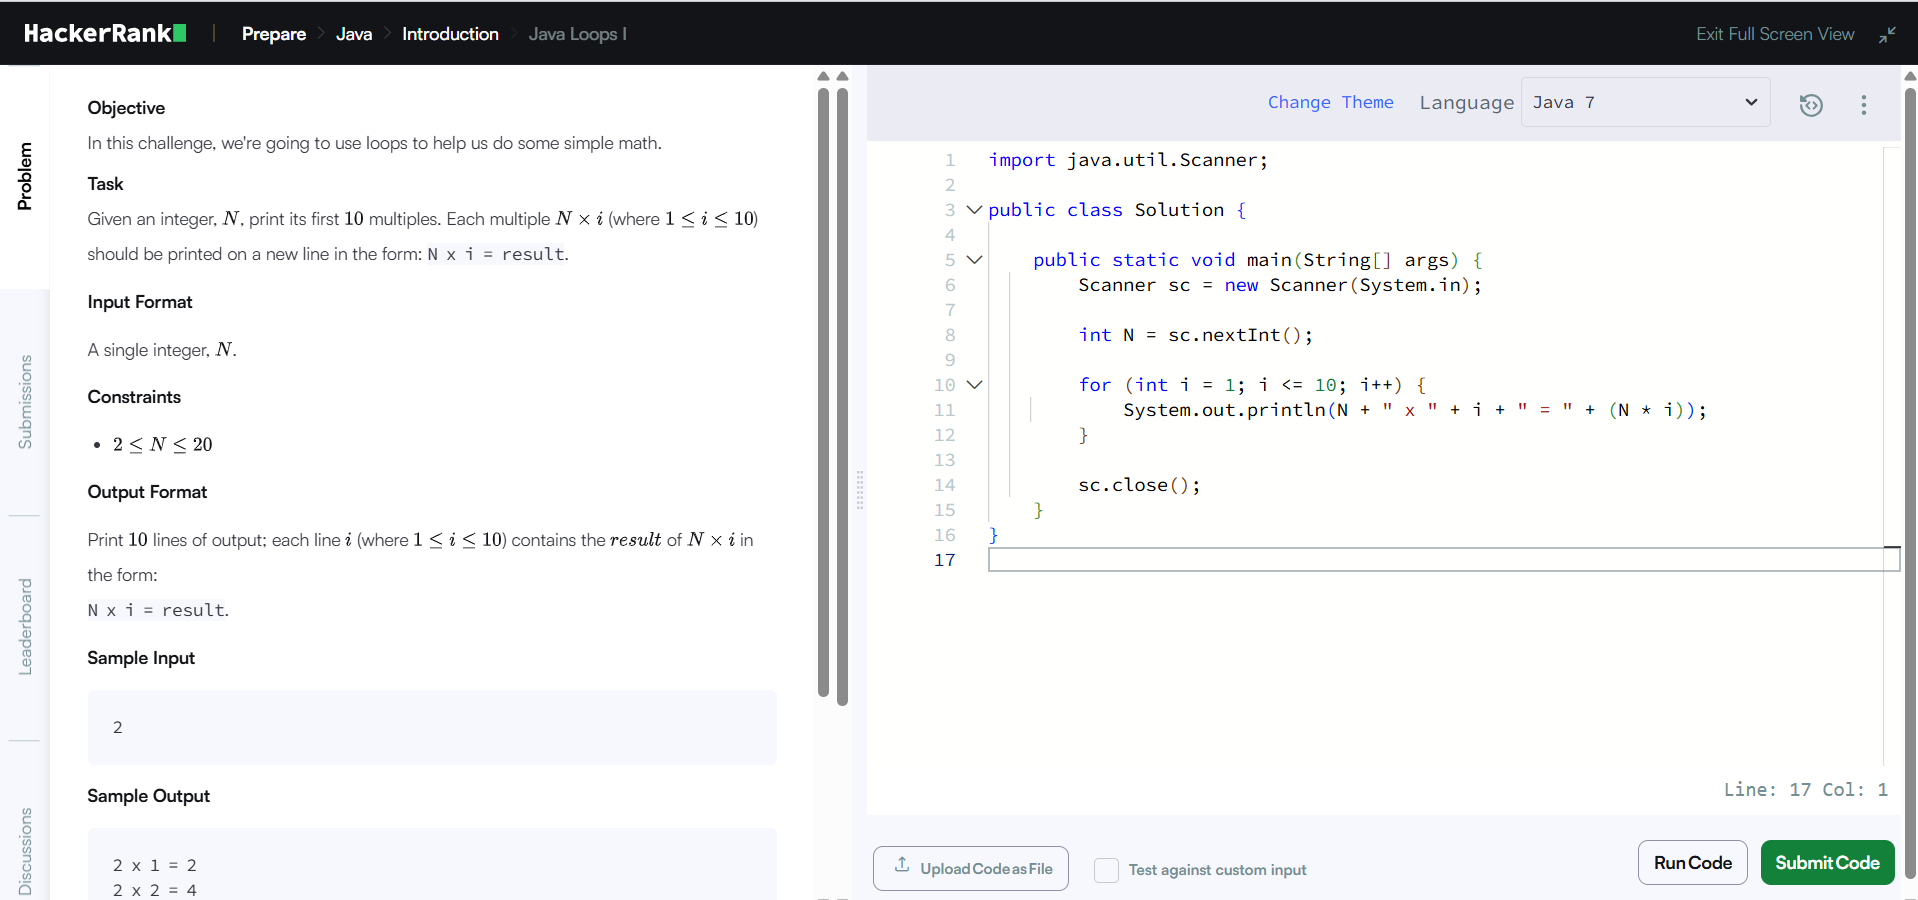 HackerRank | Prepare > Java > Introduction > Java Loops I
Exit Full Screen View
Problem
Submissions
Leaderboard
Discussions
Objective
In this challenge, we're going to use loops to help us do some simple math.
Task
Given an integer, N, print its first 10 multiples. Each multiple N × i (where 1 ≤ i ≤ 10)
should be printed on a new line in the form: N x i = result.
Input Format
A single integer, N.
Constraints
• 2 ≤ N ≤ 20
Output Format
Print 10 lines of output; each line i (where 1 ≤ i ≤ 10) contains the result of N × i in
the form:
N x i = result.
Sample Input
2
Sample Output
2 x 1 = 2
2 x 2 = 4
Change Theme Language Java 7
1 import java.util.Scanner;
2
3 public class Solution {
4
5     public static void main(String[] args) {
6         Scanner sc = new Scanner(System.in);
7
8         int N = sc.nextInt();
9
10         for (int i = 1; i <= 10; i++) {
11             System.out.println(N + " x " + i + " = " + (N * i));
12         }
13
14         sc.close();
15     }
16 }
17
Line: 17 Col: 1
Upload Code as File
Test against custom input
Run Code
Submit Code